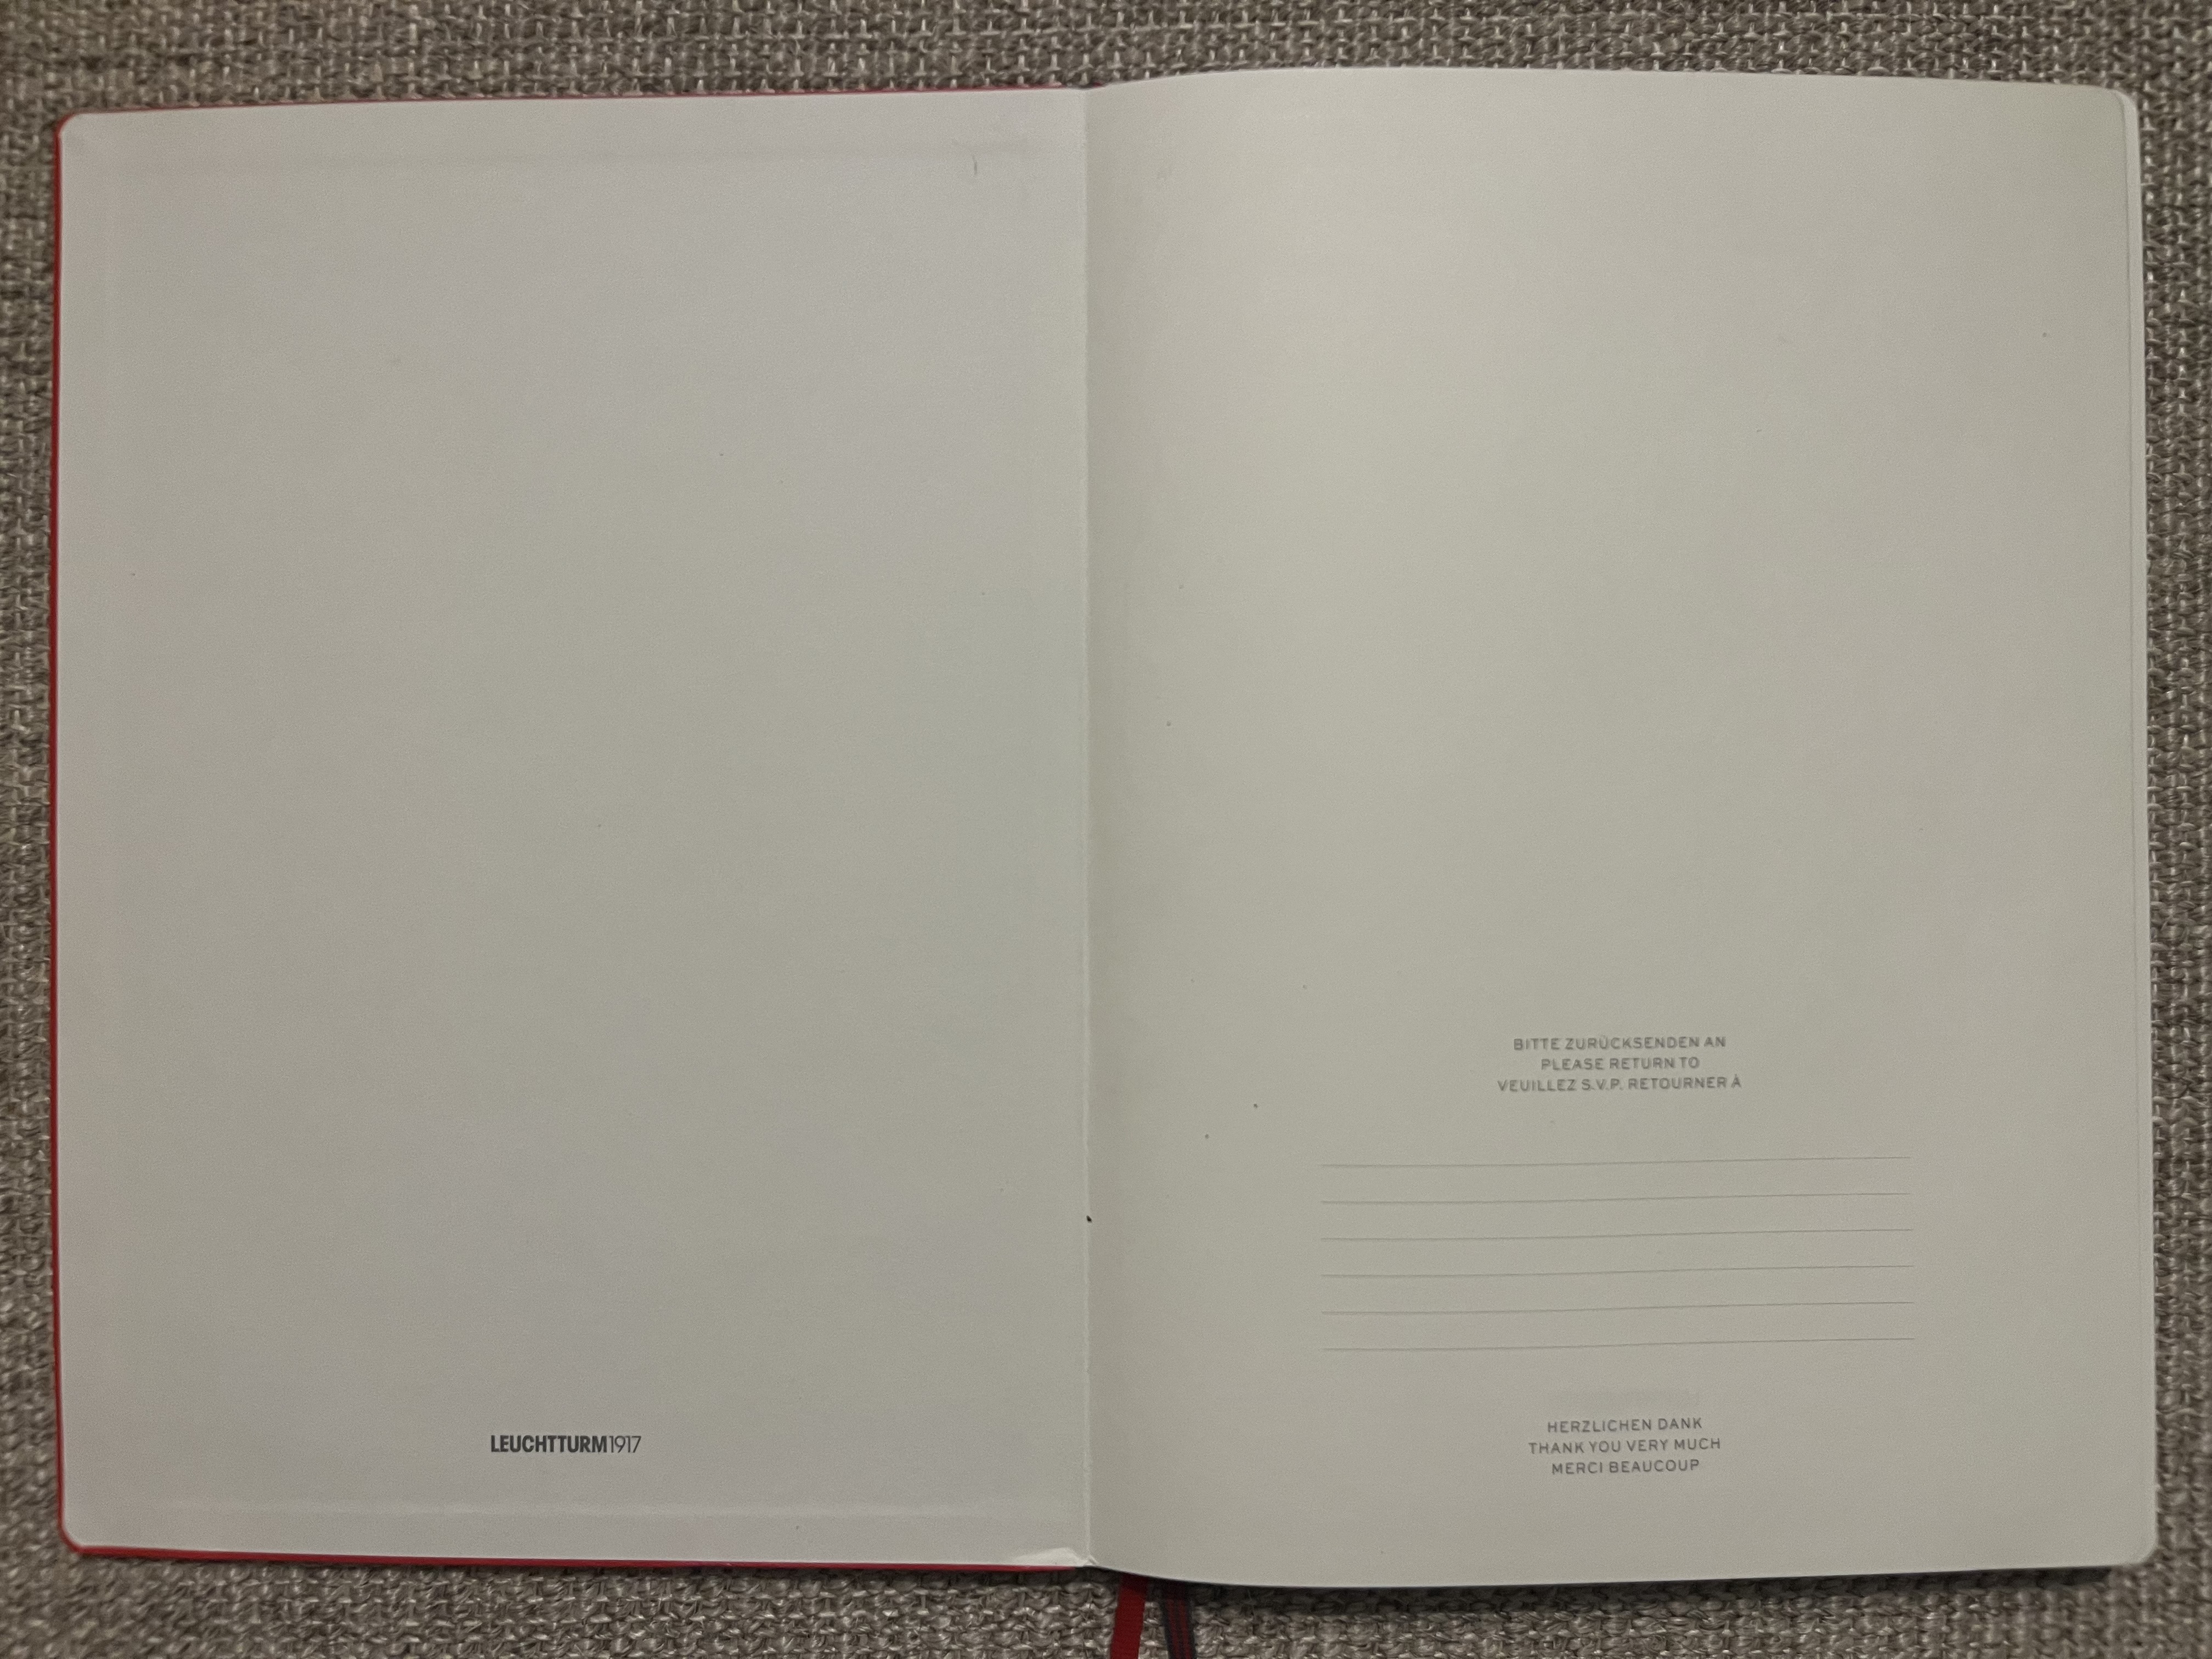 LEUCHTTURM1917
BITTE ZURÜCKSENDEN AN
PLEASE RETURN TO
VEUILLEZ S.V.P. RETOURNER À
HERZLICHEN DANK
THANK YOU VERY MUCH
MERCI BEAUCOUP